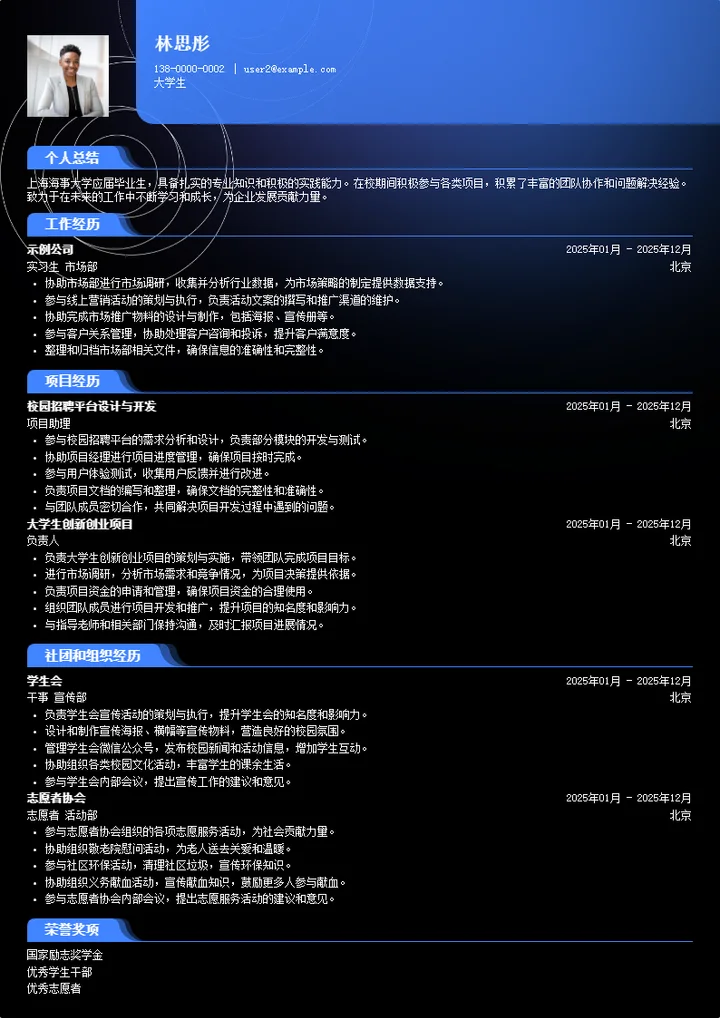 林思彤
138-0000-0002 | user2@example.com
大学生
个人总结
上海海事大学应届毕业生，具备扎实的专业知识和积极的实践能力。在校期间积极参与各类项目，积累了丰富的团队协作和问题解决经验。
致力于在未来的工作中不断学习和成长，为企业发展贡献力量。
工作经历
示创公司 2025年01月 - 2025年12月
实习生 市场部 北京
• 协助市场部进行市场调研，收集并分析行业数据，为市场策略的制定提供数据支持。
• 参与线上营销活动的策划与执行，负责活动文案的撰写和推广渠道的维护。
• 协助完成市场推广物料的设计与制作，包括海报、宣传册等。
• 参与客户关系管理，协助处理客户咨询和投诉，提升客户满意度。
• 整理和归档市场部相关文件，确保信息的准确性和完整性。
项目经历
校园招聘平台设计与开发 2025年01月 - 2025年12月
项目助理 北京
• 参与校园招聘平台的需求分析和设计，负责部分模块的开发与测试。
• 协助项目经理进行项目进度管理，确保项目按时完成。
• 参与用户体验测试，收集用户反馈并进行改进。
• 负责项目文档的编写和整理，确保文档的完整性和准确性。
• 与团队成员密切合作，共同解决项目开发过程中遇到的问题。
大学生创新创业项目 2025年01月 - 2025年12月
负责人 北京
• 负责大学生创新创业项目的策划与实施，带领团队完成项目目标。
• 进行市场调研，分析市场需求和竞争情况，为项目决策提供依据。
• 负责项目资金的申请和管理，确保项目资金的合理使用。
• 组织团队成员进行项目开发和推广，提升项目的知名度和影响力。
• 与指导老师和相关部门保持沟通，及时汇报项目进展情况。
社团和组织经历
学生会 2025年01月 - 2025年12月
干事 宣传部 北京
• 负责学生会宣传活动的策划与执行，提升学生会的知名度和影响力。
• 设计和制作宣传海报、横幅等宣传物料，营造良好的校园氛围。
• 管理学生会微信公众号，发布校园新闻和活动信息，增加学生互动。
• 协助组织各类校园文化活动，丰富学生的课余生活。
• 参与学生会内部会议，提出宣传工作的建议和意见。
志愿者协会 2025年01月 - 2025年12月
志愿者 活动部 北京
• 参与志愿者协会组织的各项志愿服务活动，为社会贡献力量。
• 协助组织敬老院慰问活动，为老人送去关爱和温暖。
• 参与社区环保活动，清理社区垃圾，宣传环保知识。
• 协助组织义务献血活动，宣传献血知识，鼓励更多人参与献血。
• 参与志愿者协会内部会议，提出志愿服务活动的建议和意见。
荣誉奖项
国家励志奖学金
优秀学生干部
优秀志愿者